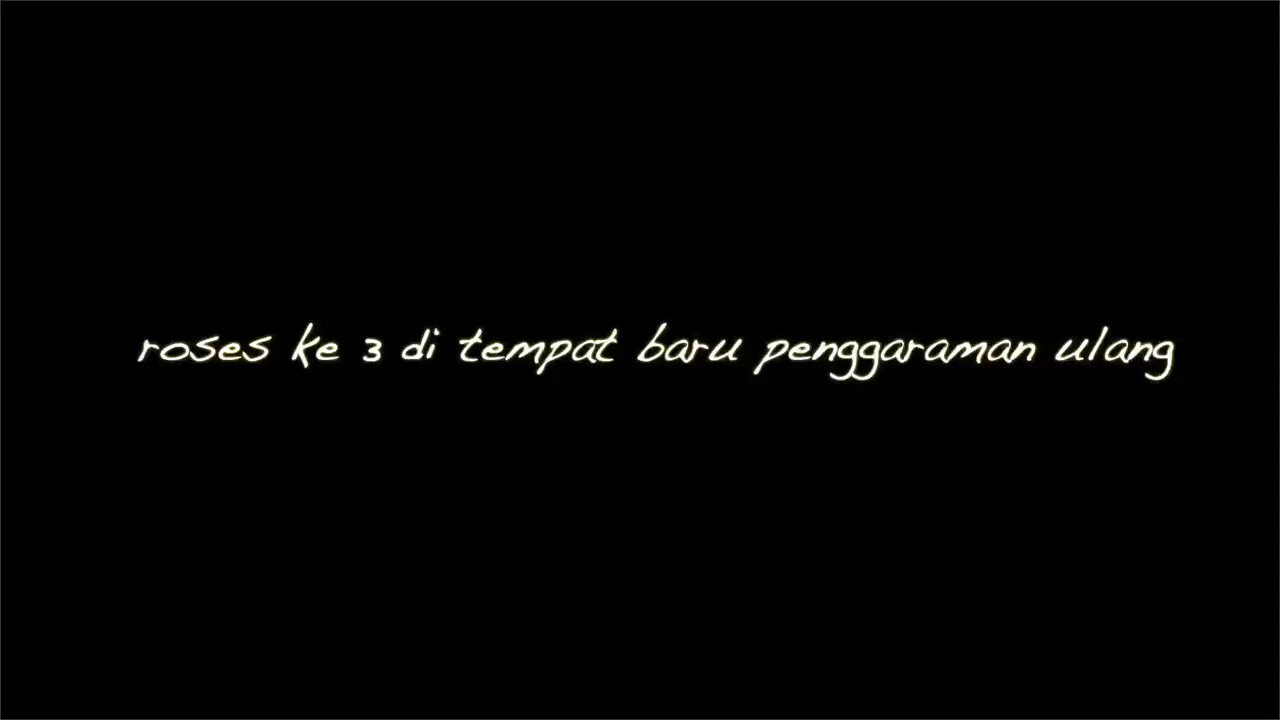 roses ke 3 di tempat baru penggaraman ulang